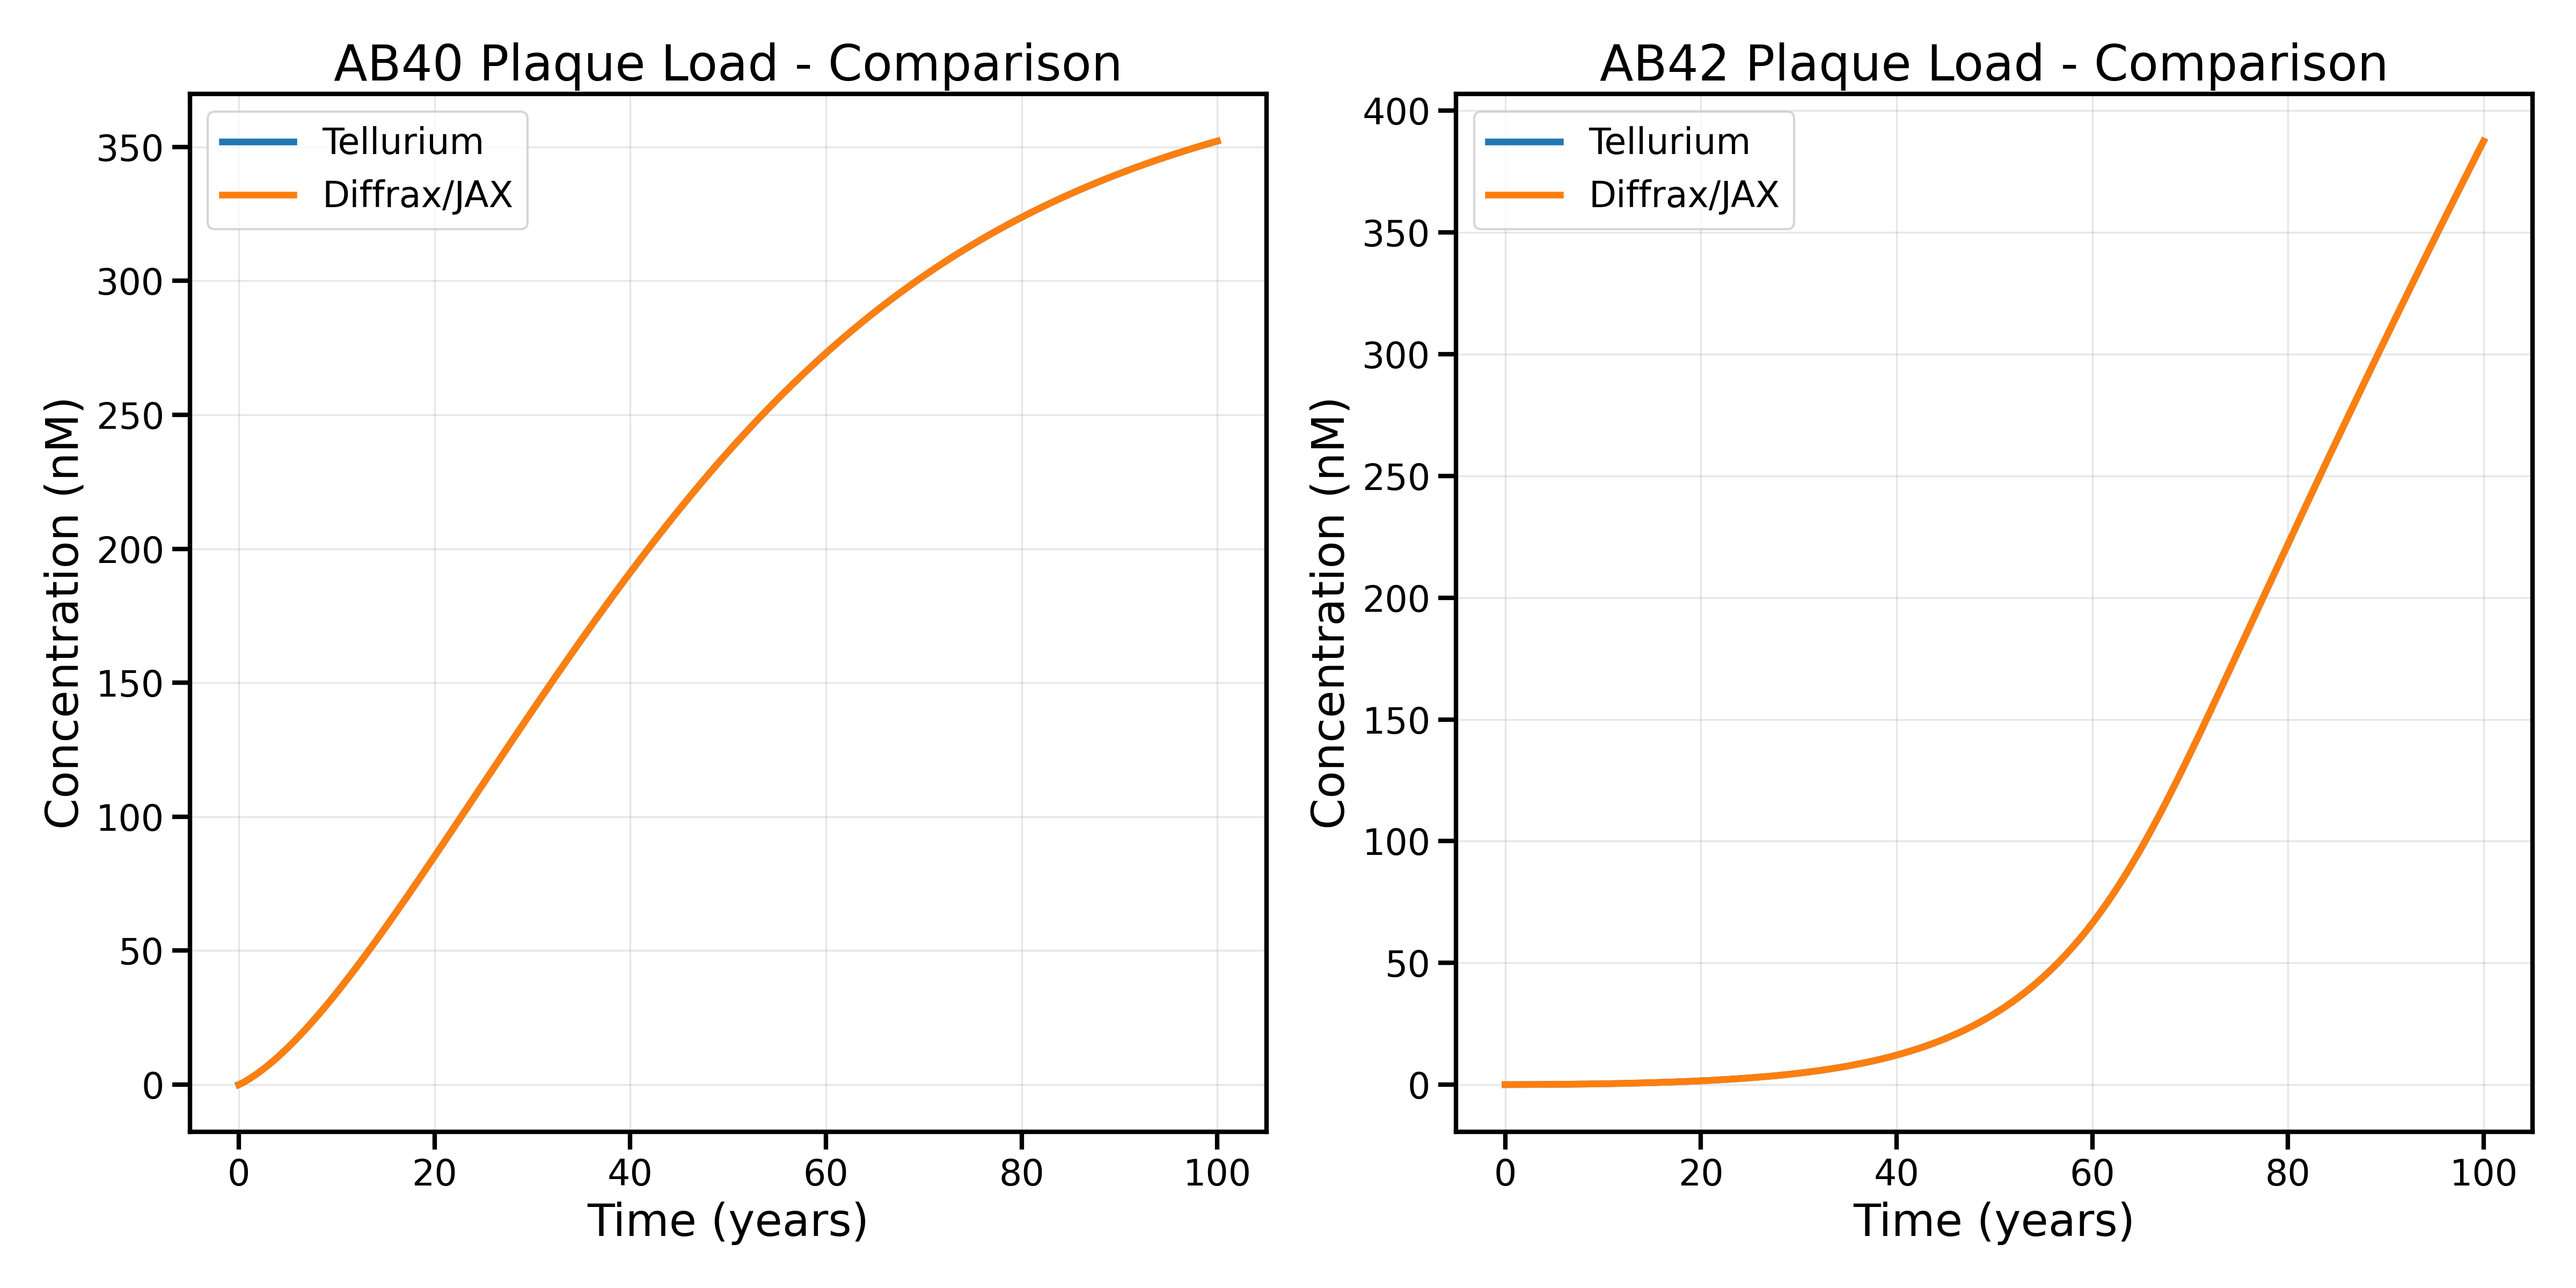 AB40 Plaque Load - Comparison
Tellurium
Diffrax/JAX
Concentration (nM)
350
300
250
200
150
100
50
0
0 20 40 60 80 100
Time (years)
AB42 Plaque Load - Comparison
Tellurium
Diffrax/JAX
Concentration (nM)
400
350
300
250
200
150
100
50
0
0 20 40 60 80 100
Time (years)